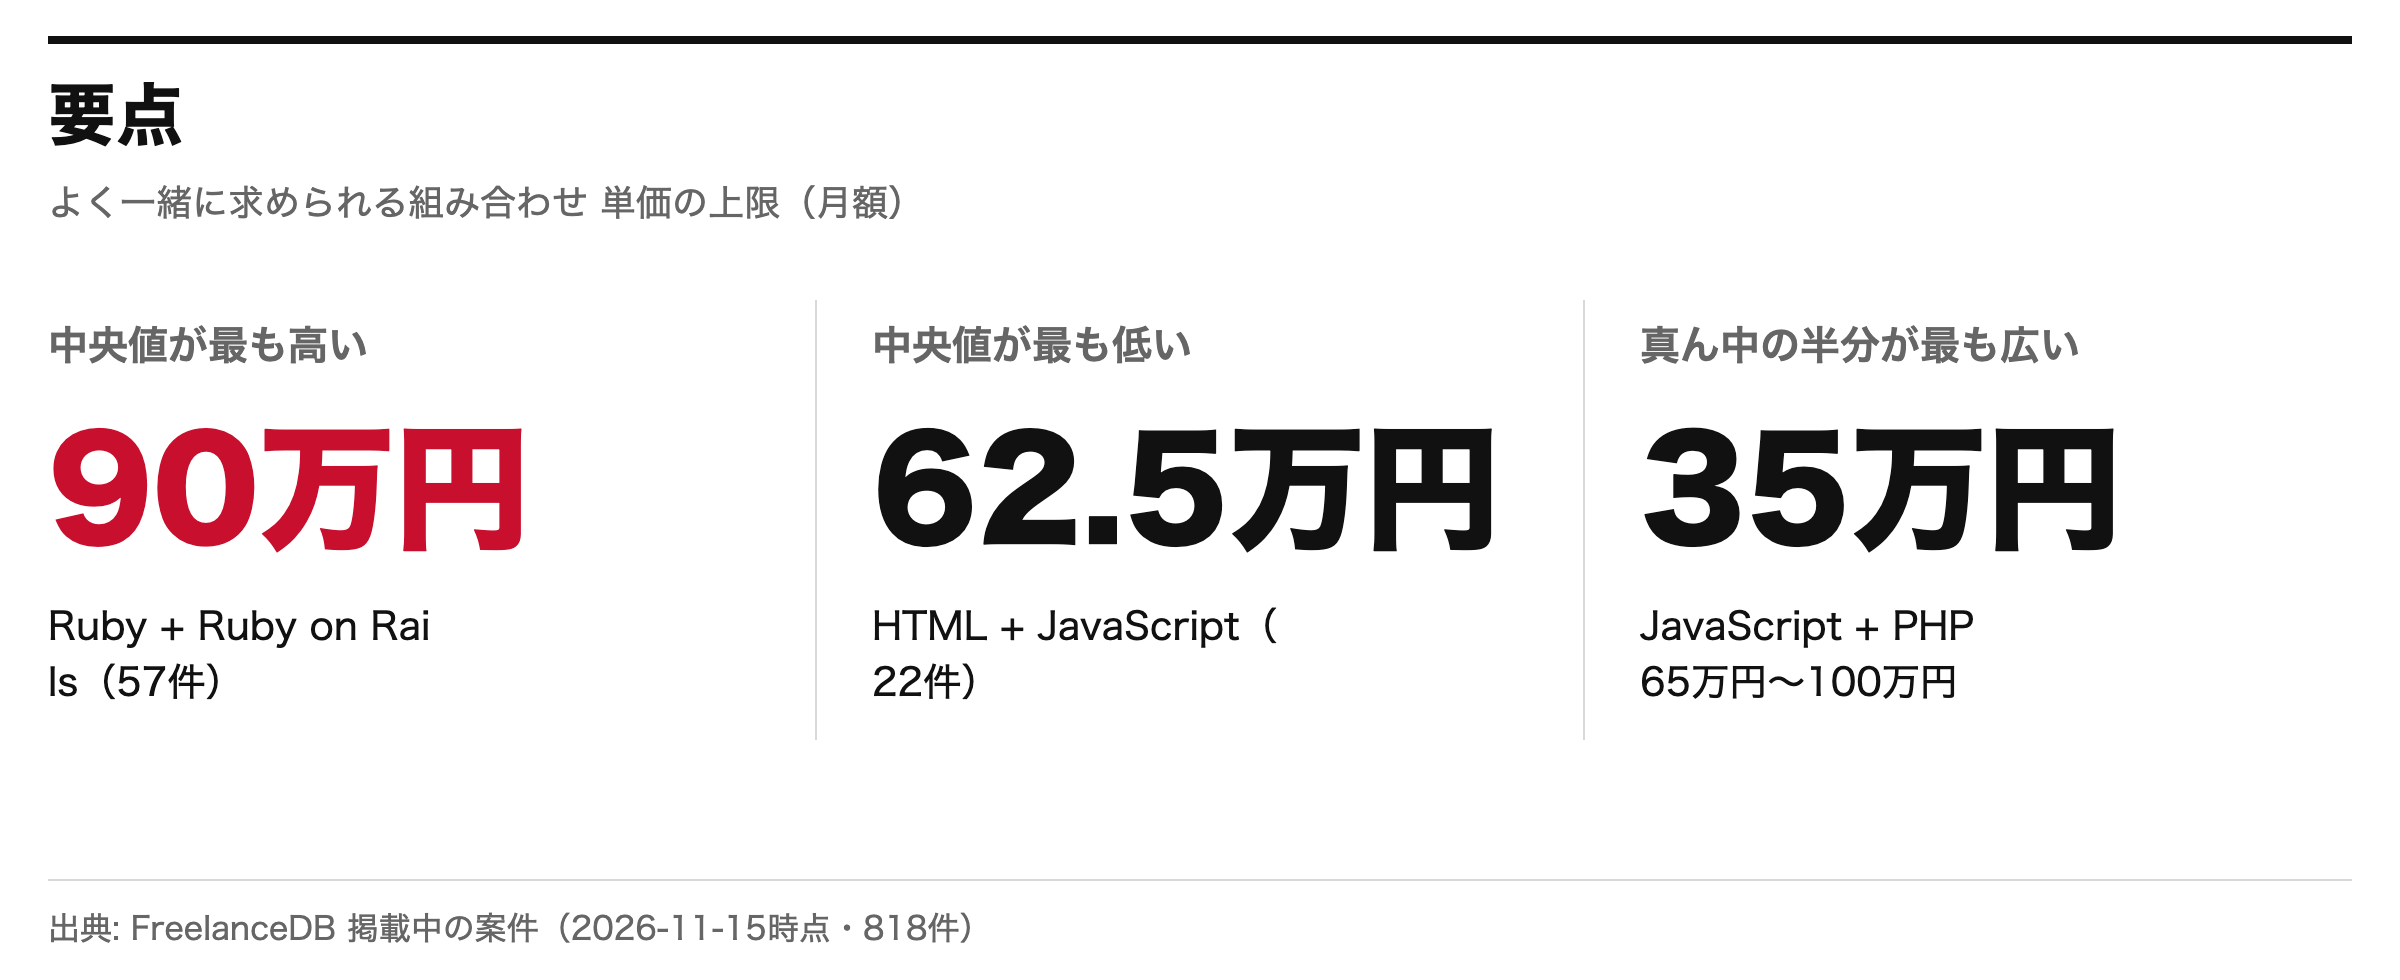 要点
よく一緒に求められる組み合わせ 単価の上限（月額）
中央値が最も高い
90万円
Ruby + Ruby on Rai
ls（57件）
中央値が最も低い
62.5万円
HTML + JavaScript（
22件）
真ん中の半分が最も広い
35万円
JavaScript + PHP
65万円〜100万円
出典: FreelanceDB 掲載中の案件（2026-11-15時点・818件）